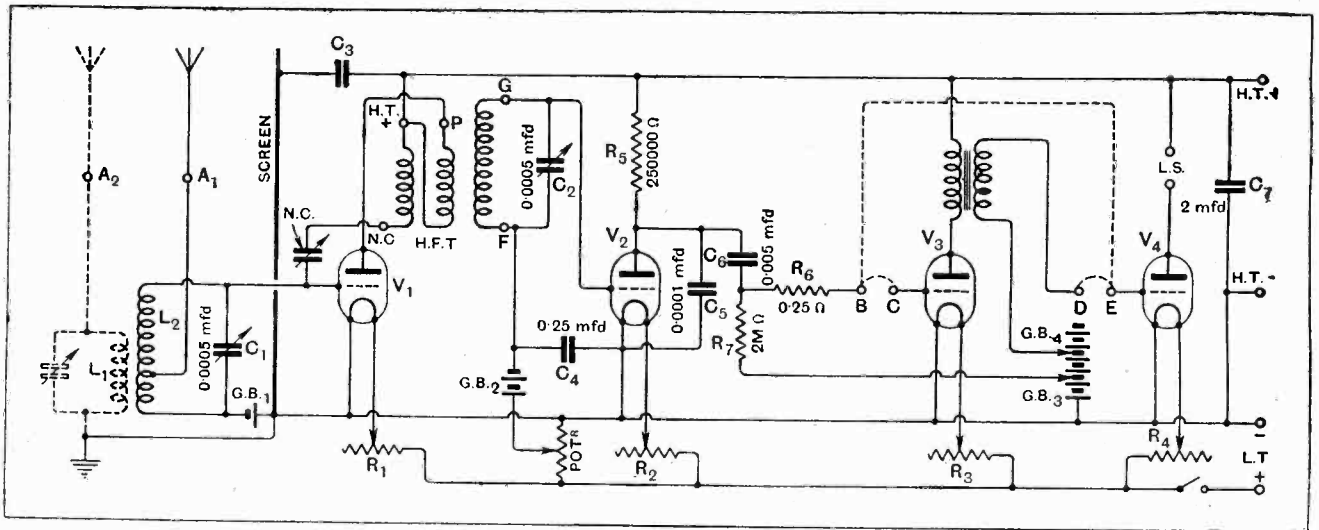 C3
A2
A1
SCREEN
H.T.
+
P
G
0.0005 mfd
C2
R5
250000 Ω
H.T.+
L.S.
C7
2 mfd
N.C.
N.C
H.F.T
F
V1
V2
V3
V4
C6
0.005 mfd
C5
0.0001 mfd
R6
0.25 Ω
B
C
D
E
H.T.-
L2
L1
0.0005 mfd
C1
G.B.1
0.25 mfd
C4
G.B.2
R7
2M Ω
G.B.4
G.B.3
POTR
R1
R2
R3
R4
-
L.T
+